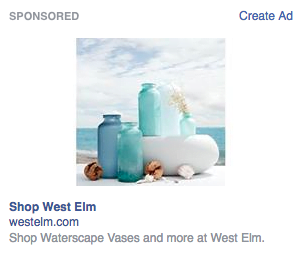 SPONSORED Create Ad
Shop West Elm
westelm.com
Shop Waterscape Vases and more at West Elm.